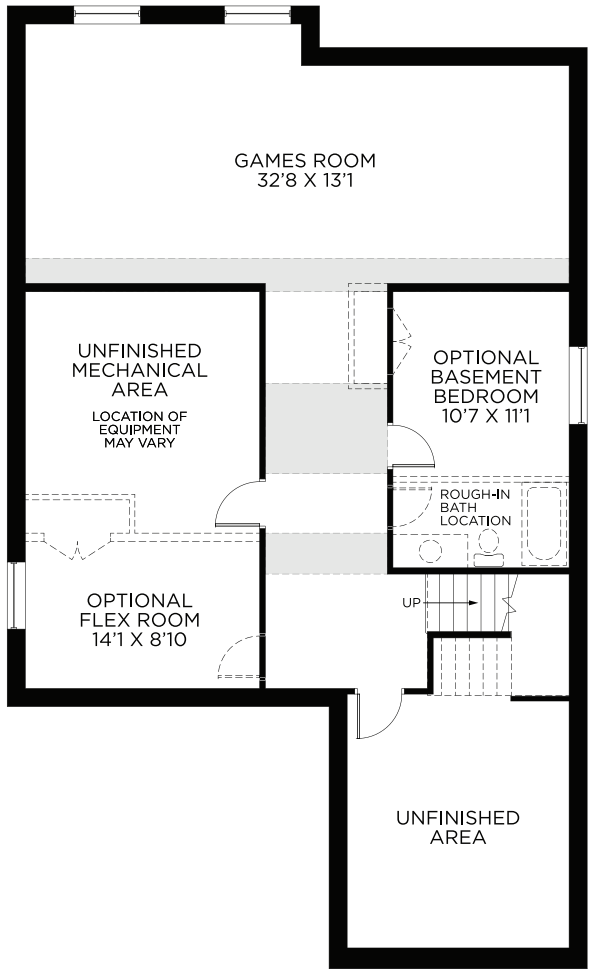 GAMES ROOM
32'8 X 13'1
UNFINISHED
MECHANICAL
AREA
LOCATION OF
EQUIPMENT
MAY VARY
OPTIONAL
BASEMENT
BEDROOM
10'7 X 11'1
ROUGH-IN
BATH
LOCATION
OPTIONAL
FLEX ROOM
14'1 X 8'10
UP
UNFINISHED
AREA